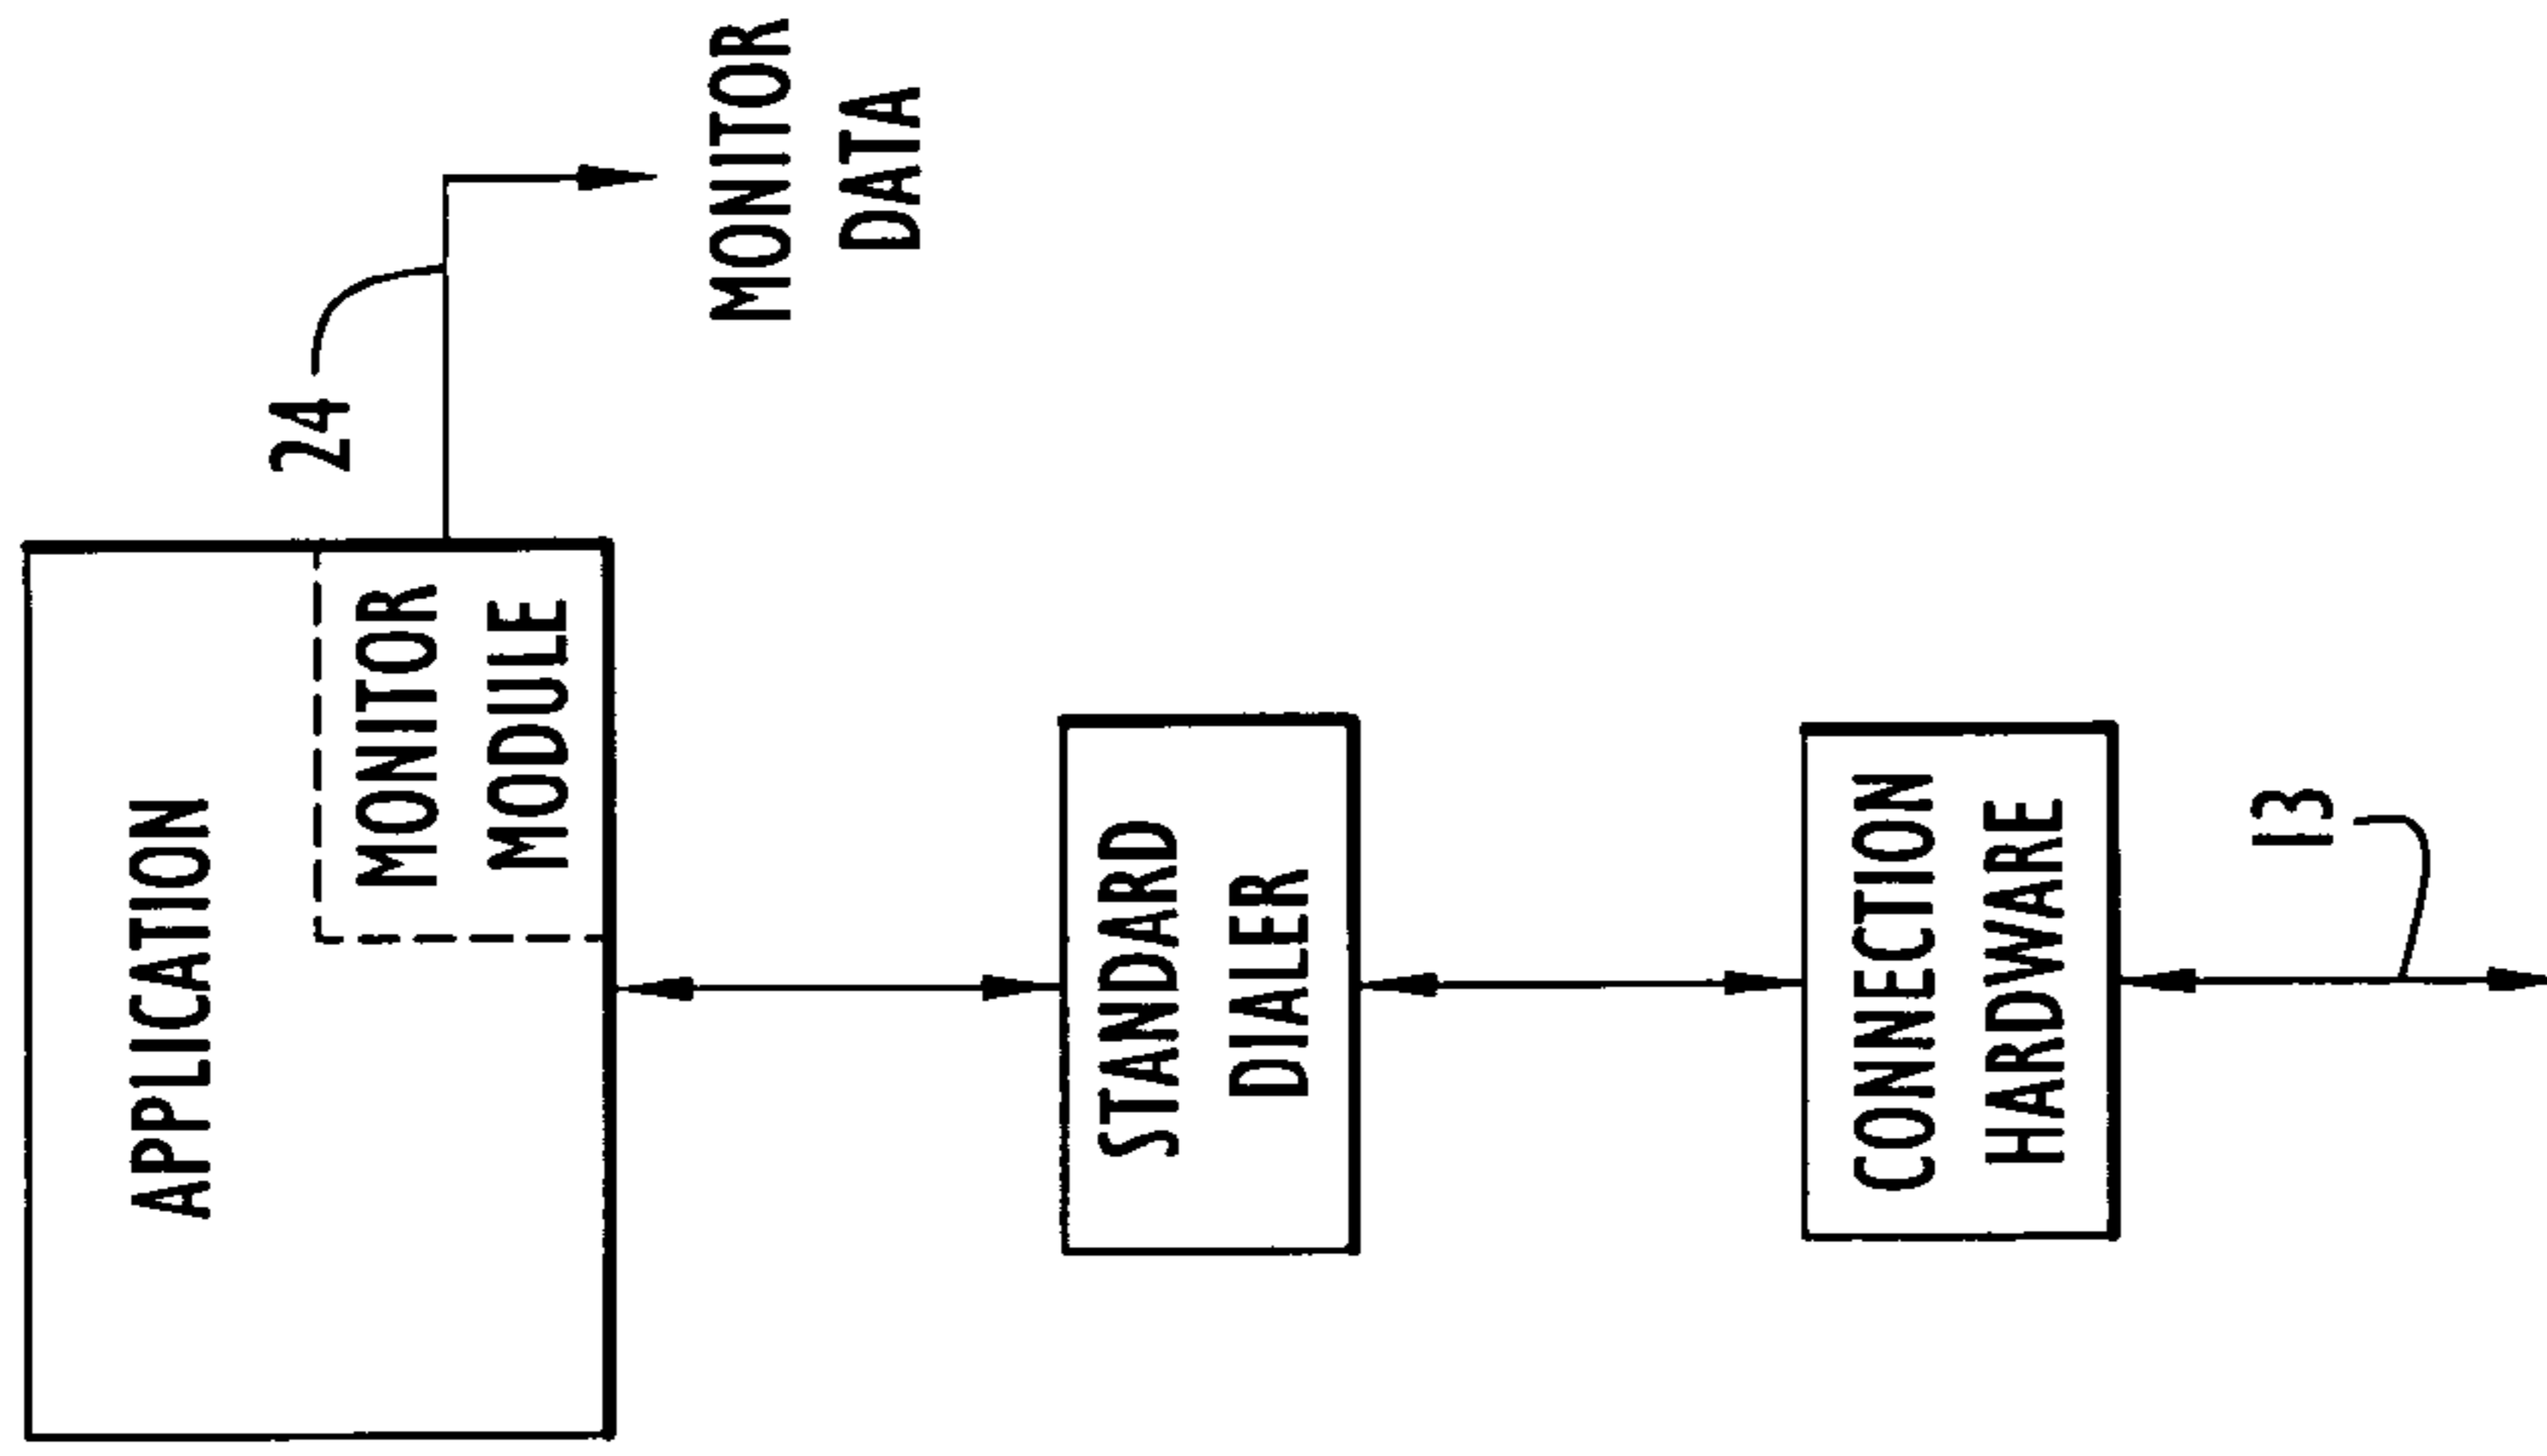 APPLICATION
MONITOR
MODULE
24
MONITOR
DATA
STANDARD
DIALER
CONNECTION
HARDWARE
13